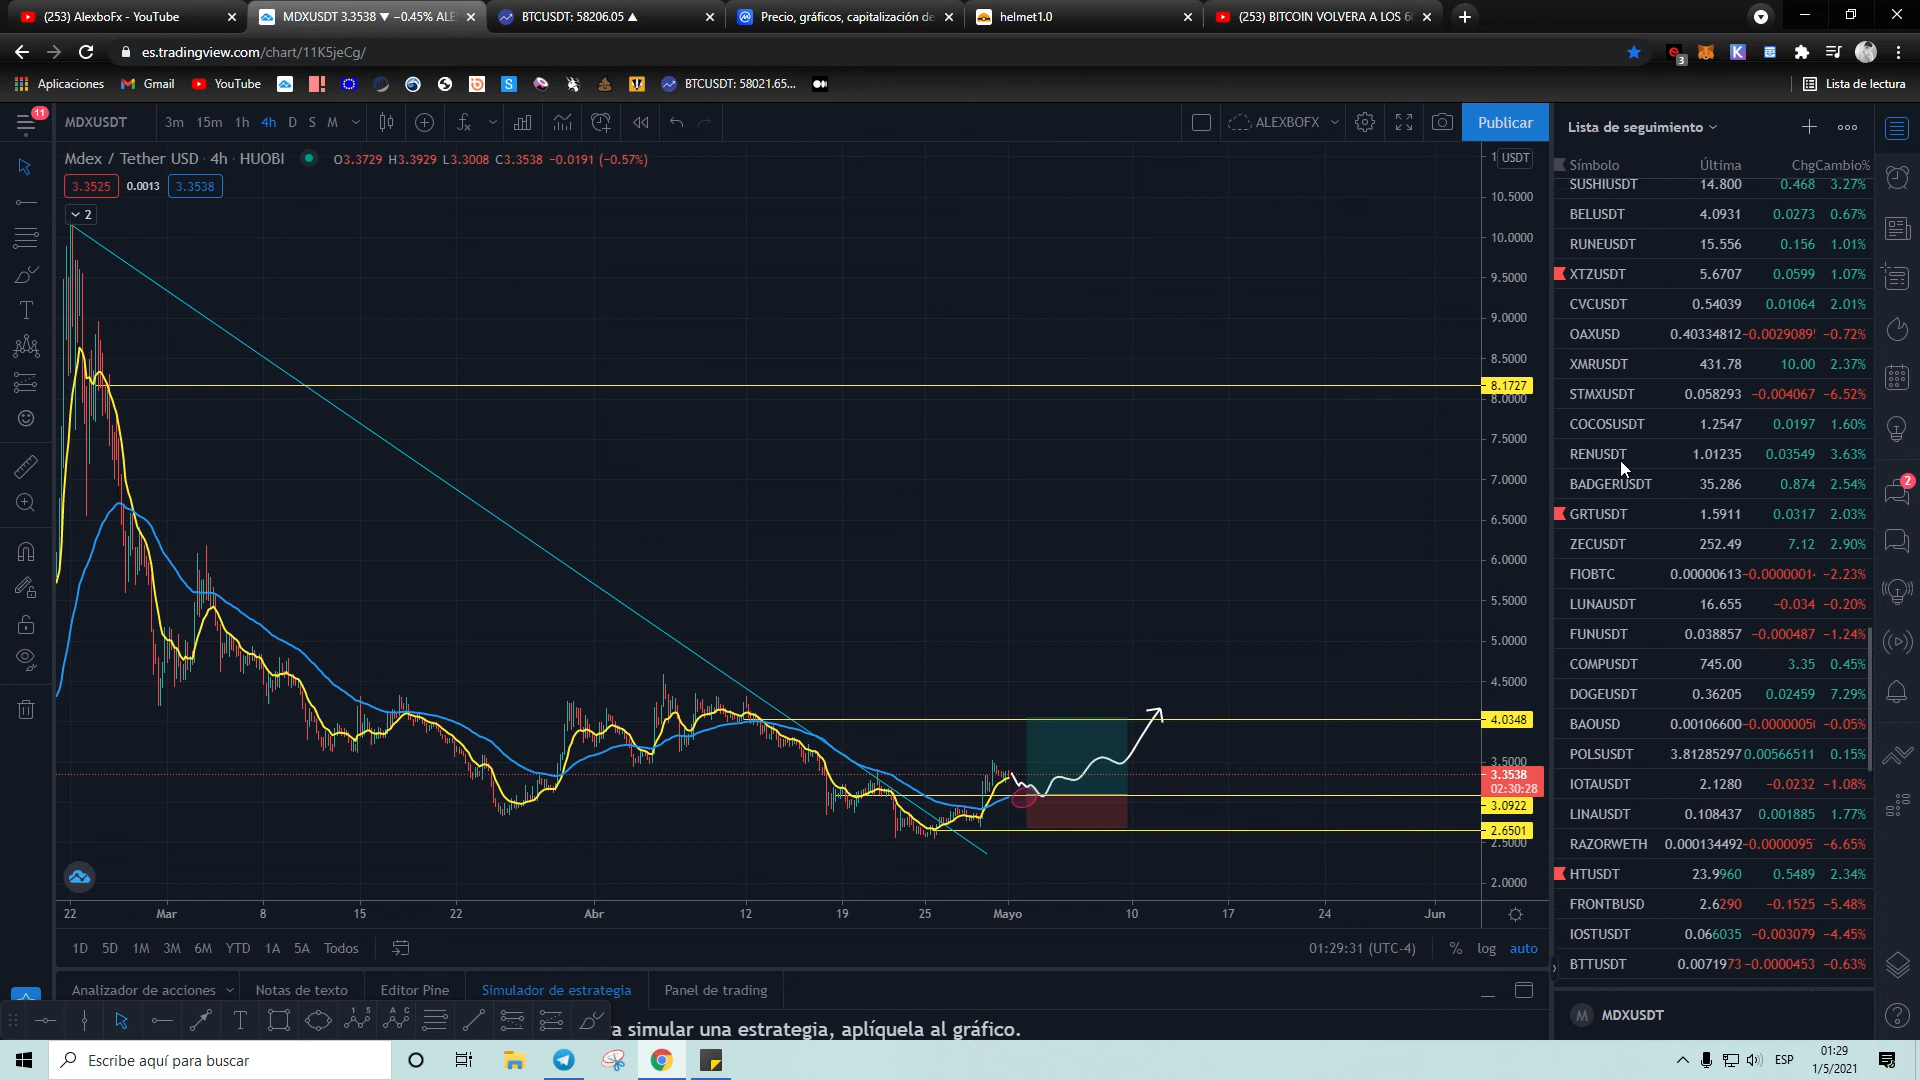 (253) AlexboFx - YouTube
MDXUSDT 3.3538 ▼ −0.45% ALE
BTCUSDT: 58206.05 ▲
Precio, gráficos, capitalización de
helmet1.0
(253) BITCOIN VOLVERA A LOS 60
es.tradingview.com/chart/11K5jeCg/
3
Aplicaciones
Gmail
YouTube
BTCUSDT: 58021.65...
Lista de lectura
11
MDXUSDT
3m 15m 1h 4h D S M
ALEXBOFX
Publicar
Lista de seguimiento
Mdex / Tether USD · 4h · HUOBI
O3.3729 H3.3929 L3.3008 C3.3538 −0.0191 (−0.57%)
3.3525 0.0013 3.3538
2
USDT
10.5000
10.0000
9.5000
9.0000
8.5000
8.1727
8.0000
7.5000
7.0000
6.5000
6.0000
5.5000
5.0000
4.5000
4.0348
3.5000
3.3538
02:30:28
3.0922
2.6501
2.5000
2.0000
22 Mar 8 15 22 Abr 12 19 25 Mayo 10 17 24 Jun
1D 5D 1M 3M 6M YTD 1A 5A Todos
01:29:31 (UTC-4) % log auto
Analizador de acciones
Notas de texto
Editor Pine
Simulador de estrategia
Panel de trading
a simular una estrategia, aplíquela al gráfico.
Símbolo Última Chg Cambio%
SUSHIUSDT 14.800 0.468 3.27%
BELUSDT 4.0931 0.0273 0.67%
RUNEUSDT 15.556 0.156 1.01%
XTZUSDT 5.6707 0.0599 1.07%
CVCUSDT 0.54039 0.01064 2.01%
OAXUSD 0.40334812 −0.0029089 −0.72%
XMRUSDT 431.78 10.00 2.37%
STMXUSDT 0.058293 −0.004067 −6.52%
COCOSUSDT 1.2547 0.0197 1.60%
RENUSDT 1.01235 0.03549 3.63%
BADGERUSDT 35.286 0.874 2.54%
GRTUSDT 1.5911 0.0317 2.03%
ZECUSDT 252.49 7.12 2.90%
FIOBTC 0.00000613 −0.0000001 −2.23%
LUNAUSDT 16.655 −0.034 −0.20%
FUNUSDT 0.038857 −0.000487 −1.24%
COMPUSDT 745.00 3.35 0.45%
DOGEUSDT 0.36205 0.02459 7.29%
BAOUSD 0.00106600 −0.0000005 −0.05%
POLSUSDT 3.81285297 0.00566511 0.15%
IOTAUSDT 2.1280 −0.0232 −1.08%
LINAUSDT 0.108437 0.001885 1.77%
RAZORWETH 0.000134492 −0.0000095 −6.65%
HTUSDT 23.9960 0.5489 2.34%
FRONTBUSD 2.6290 −0.1525 −5.48%
IOSTUSDT 0.066035 −0.003079 −4.45%
BTTUSDT 0.0071973 −0.0000453 −0.63%
M MDXUSDT
2
Escribe aquí para buscar
ESP
01:29
1/5/2021